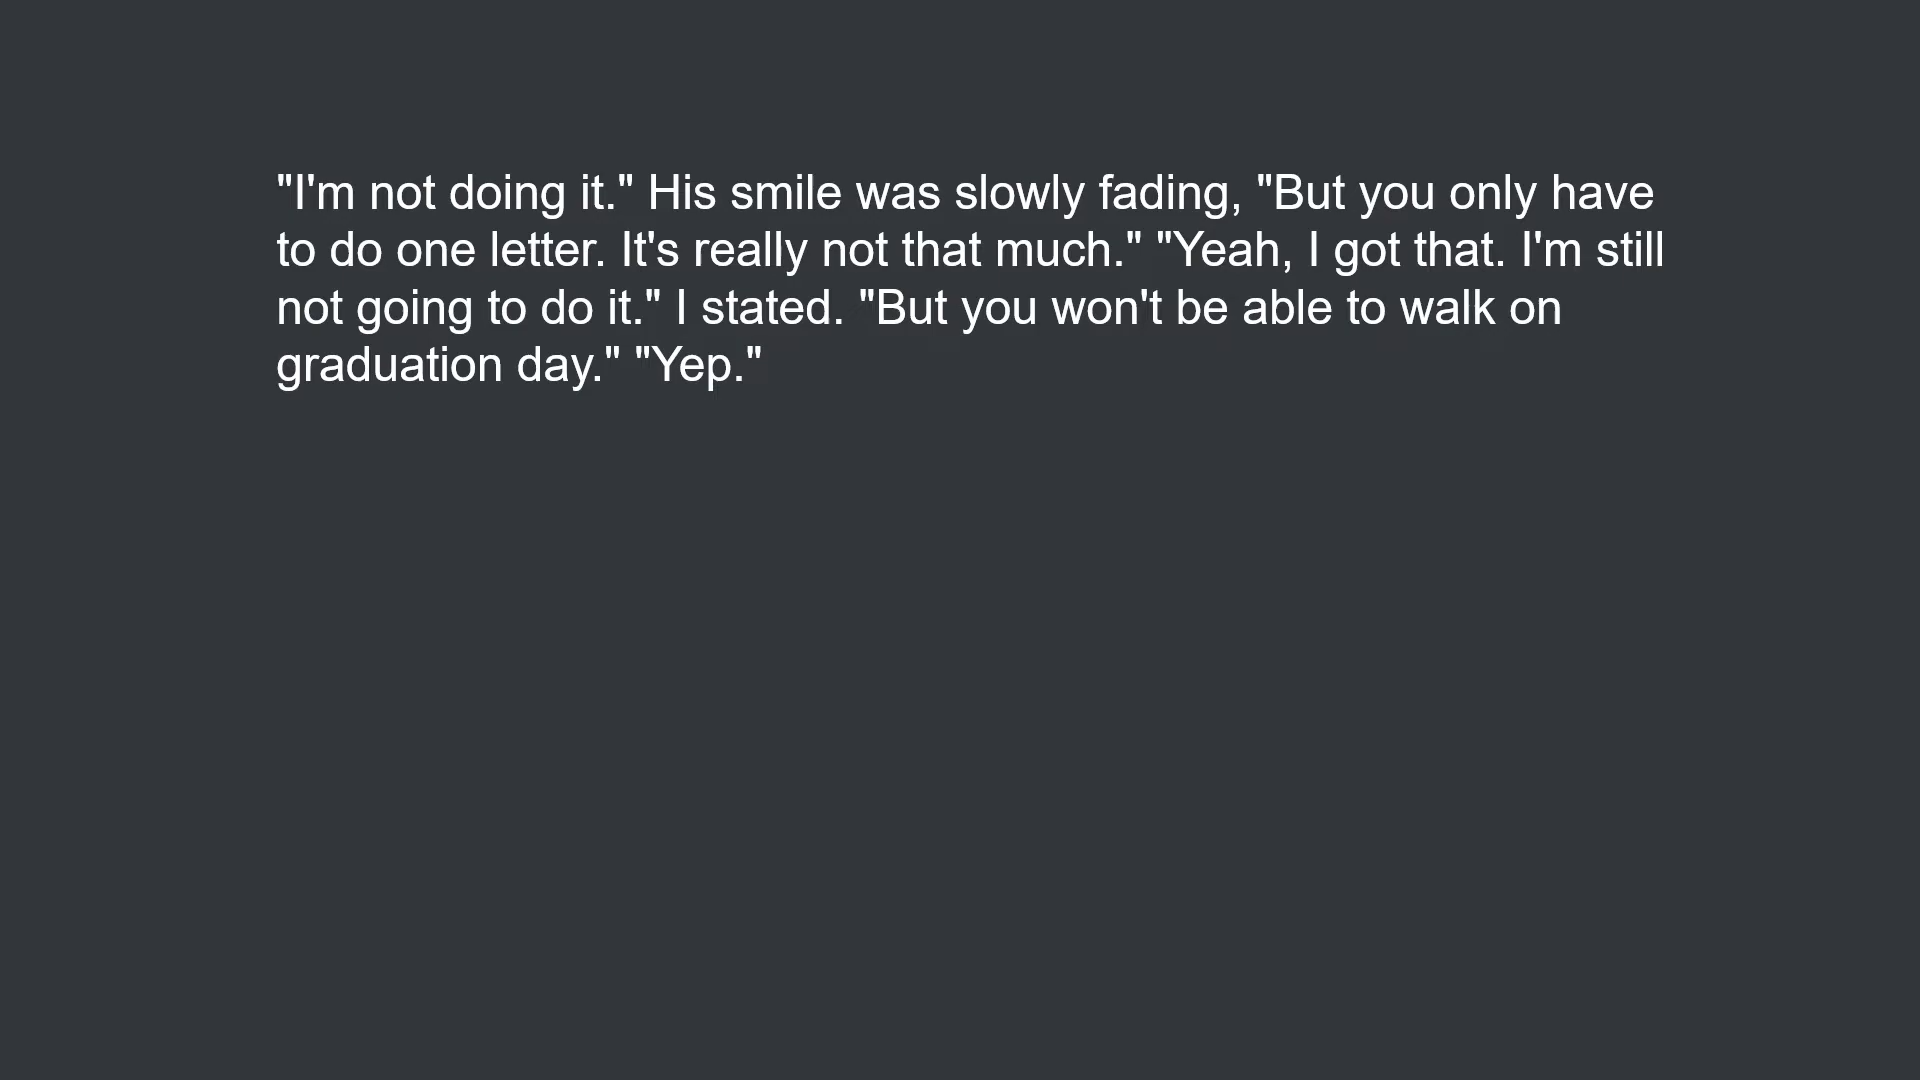 "I'm not doing it." His smile was slowly fading, "But you only have
to do one letter. It's really not that much." "Yeah, I got that. I'm still
not going to do it." I stated. "But you won't be able to walk on
graduation day." "Yep."